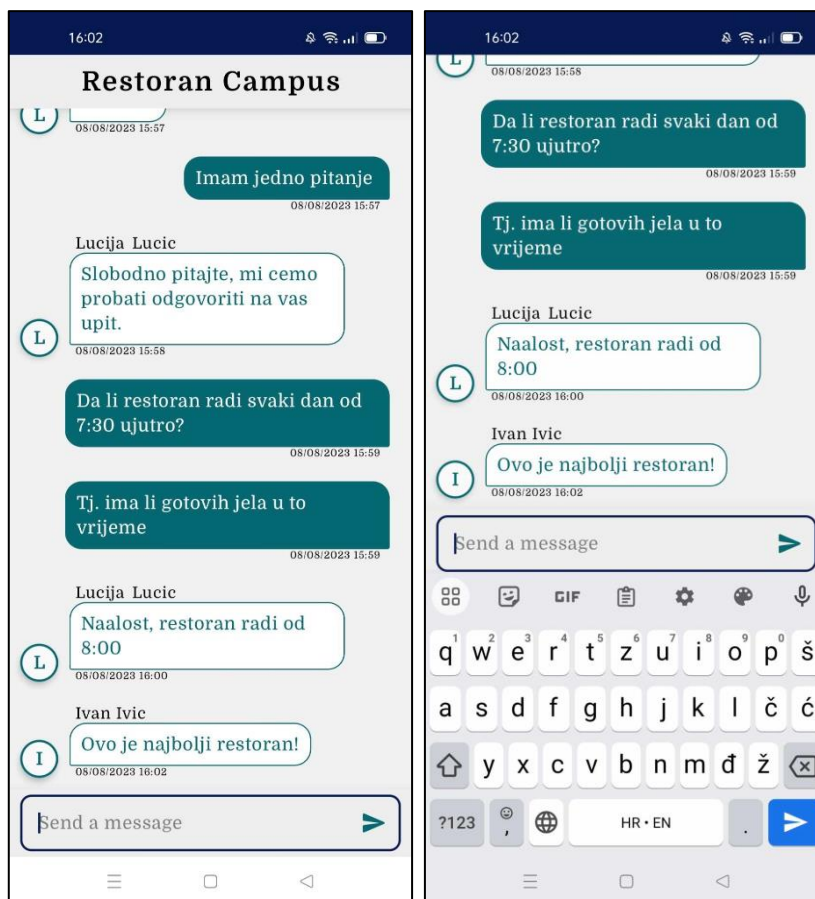 16:02
Restoran Campus
L
08/08/2023 15:57
Imam jedno pitanje
08/08/2023 15:57
Lucija Lucic
Slobodno pitajte, mi cemo
probati odgovoriti na vas
upit.
L
08/08/2023 15:58
Da li restoran radi svaki dan od
7:30 ujutro?
08/08/2023 15:59
Tj. ima li gotovih jela u to
vrijeme
08/08/2023 15:59
Lucija Lucic
Naalost, restoran radi od
8:00
L
08/08/2023 16:00
Ivan Ivic
Ovo je najbolji restoran!
I
08/08/2023 16:02
Send a message
16:02
L
08/08/2023 15:58
Da li restoran radi svaki dan od
7:30 ujutro?
08/08/2023 15:59
Tj. ima li gotovih jela u to
vrijeme
08/08/2023 15:59
Lucija Lucic
Naalost, restoran radi od
8:00
L
08/08/2023 16:00
Ivan Ivic
Ovo je najbolji restoran!
I
08/08/2023 16:02
Send a message
GIF
1 2 3 4 5 6 7 8 9 0
q w e r t z u i o p š
a s d f g h j k l č ć
y x c v b n m đ ž
?123 , HR • EN .